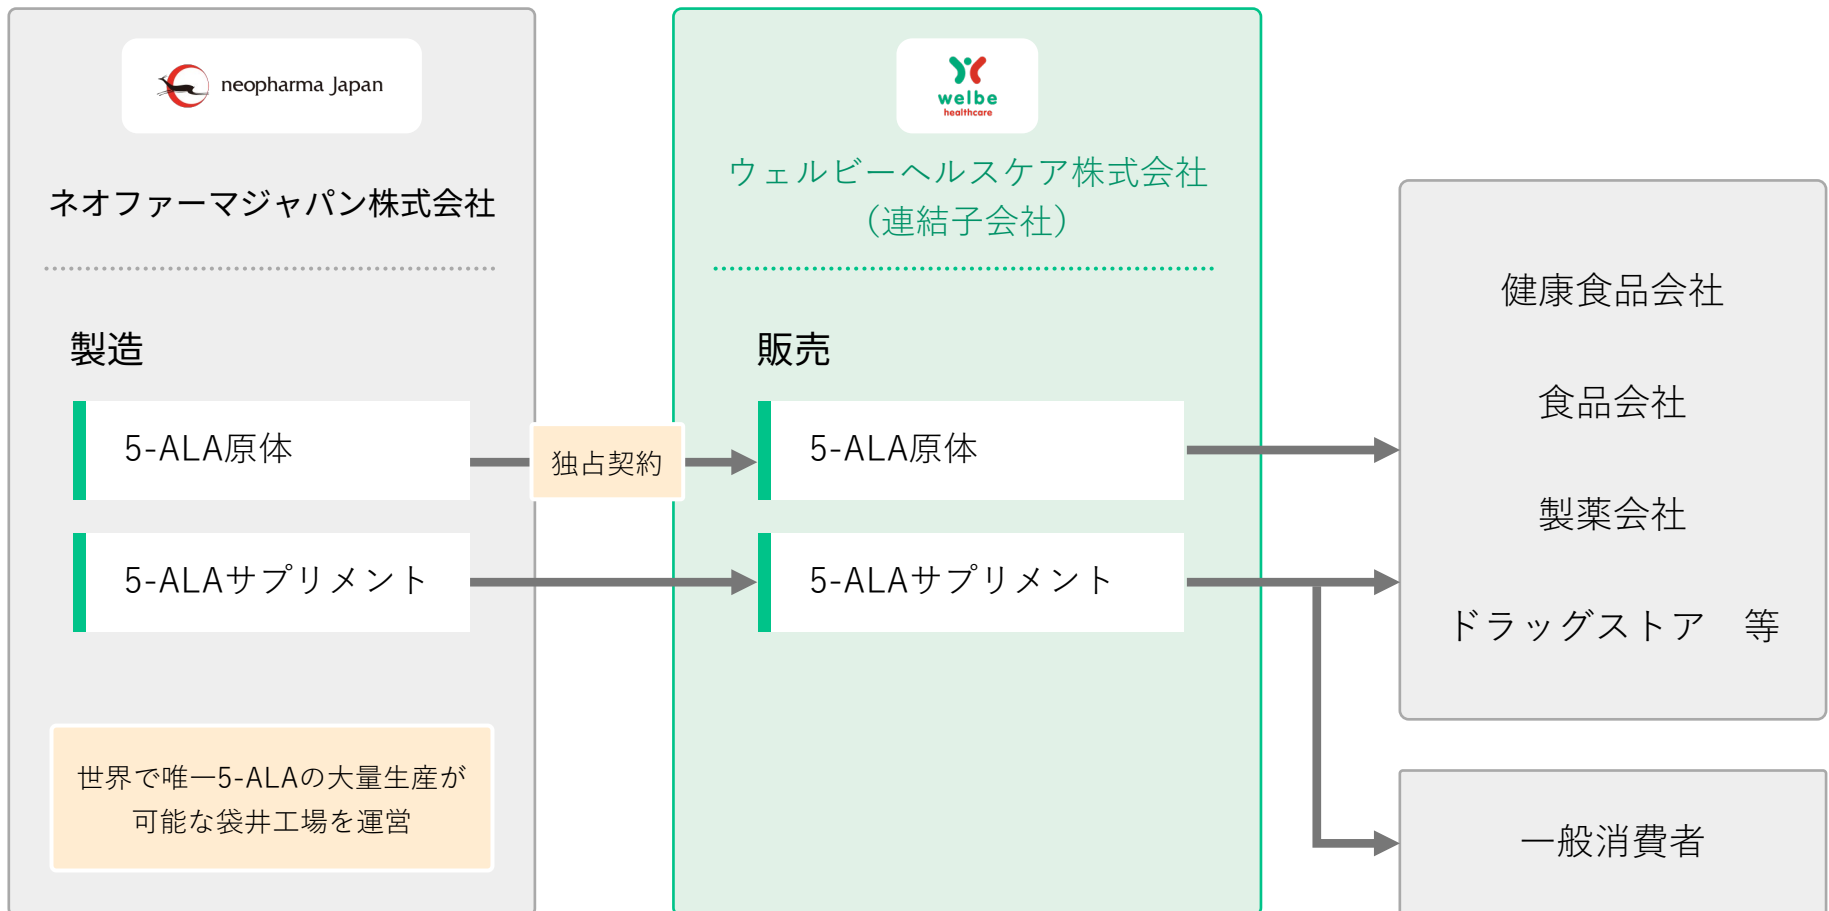 neopharma Japan
ネオファーマジャパン株式会社
製造
5-ALA原体
5-ALAサプリメント
世界で唯一5-ALAの大量生産が
可能な袋井工場を運営
独占契約
welbe
healthcare
ウェルビーヘルスケア株式会社
（連結子会社）
販売
5-ALA原体
5-ALAサプリメント
健康食品会社
食品会社
製薬会社
ドラッグストア　等
一般消費者